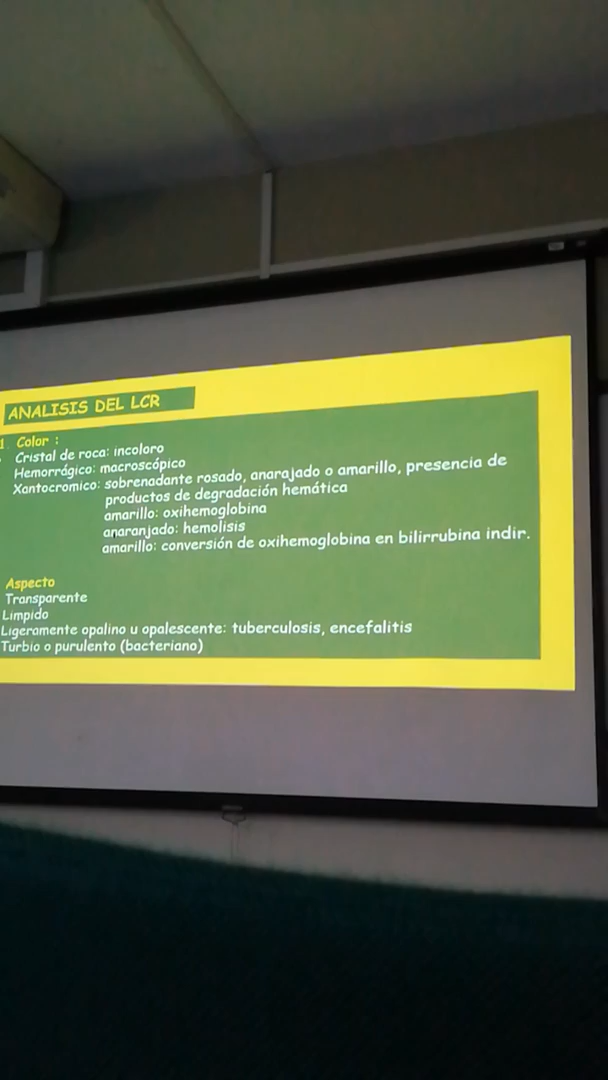 ANALISIS DEL LCR
1 Color :
Cristal de roca: incoloro
Hemorrágico: macroscópico
Xantocromico: sobrenadante rosado, anarajado o amarillo, presencia de
productos de degradación hemática
amarillo: oxihemoglobina
anaranjado: hemolisis
amarillo: conversión de oxihemoglobina en bilirrubina indir.
Aspecto
Transparente
Limpido
Ligeramente opalino u opalescente: tuberculosis, encefalitis
Turbio o purulento (bacteriano)